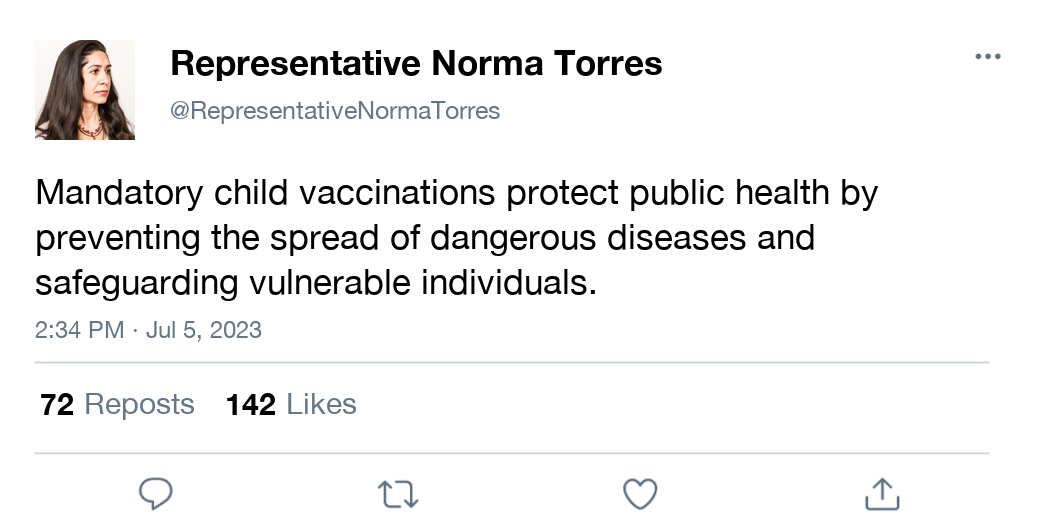 Representative Norma Torres
@RepresentativeNormaTorres
Mandatory child vaccinations protect public health by
preventing the spread of dangerous diseases and
safeguarding vulnerable individuals.
2:34 PM · Jul 5, 2023
72 Reposts 142 Likes